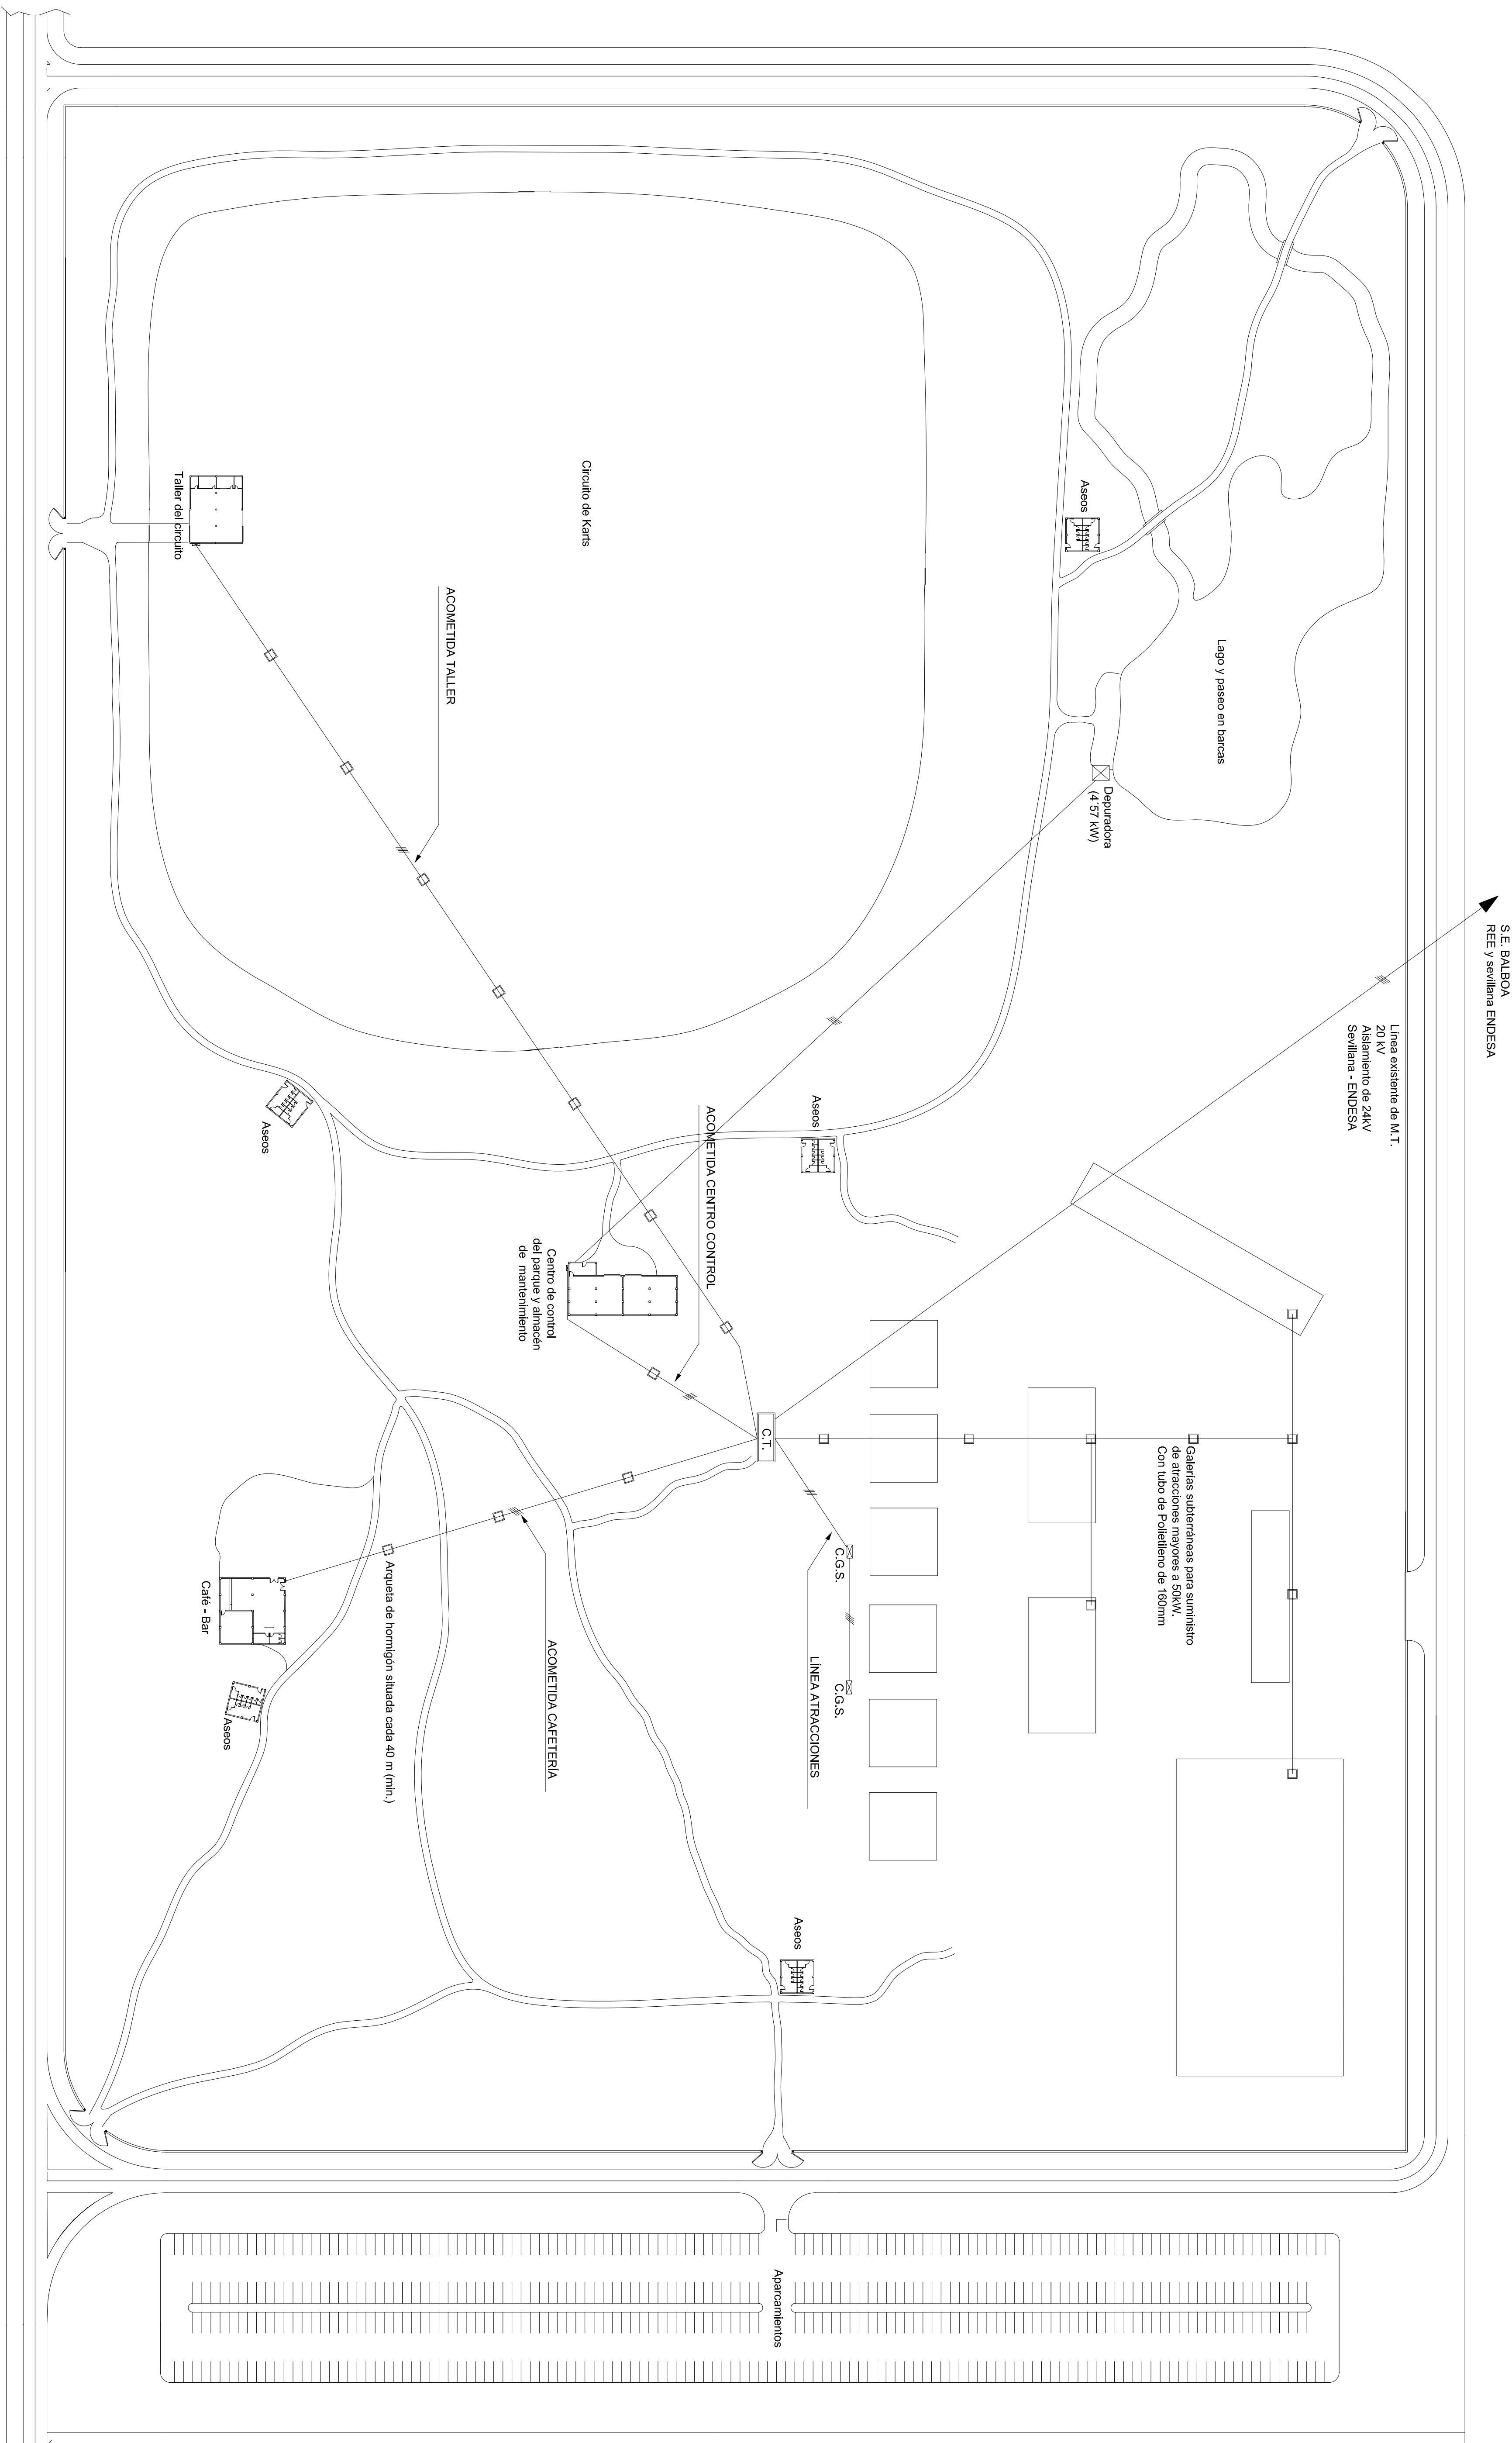 S.E. BALBOA
REE y sevillana ENDESA
Línea existente de M.T.
20 kV
Aislamiento de 24kV
Sevillana - ENDESA
Lago y paseo en barcas
Depuradora
(4´57 kW)
Aseos
Circuito de Karts
Taller del circuito
ACOMETIDA TALLER
Aseos
ACOMETIDA CENTRO CONTROL
Centro de control
del parque y almacén
de mantenimiento
Aseos
C.T.
Galerías subterráneas para suministro
de atracciones mayores a 50kW.
Con tubo de Polietileno de 160mm
C.G.S.
C.G.S.
LÍNEA ATRACCIONES
ACOMETIDA CAFETERÍA
Arqueta de hormigón situada cada 40 m (min.)
Café - Bar
Aseos
Aseos
Aparcamientos